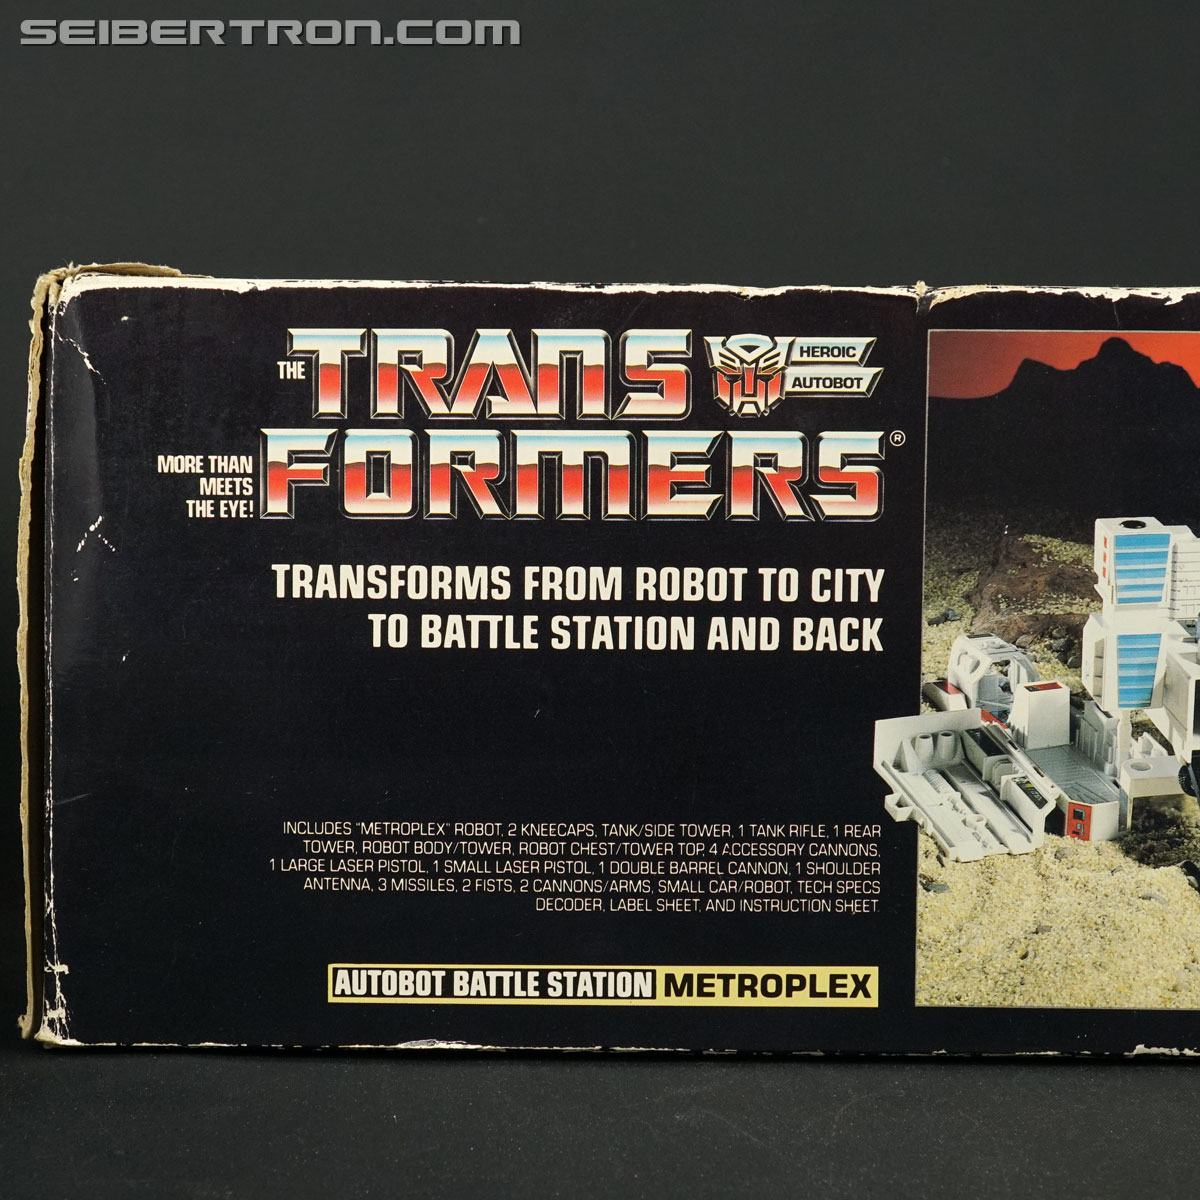 SEIBERTRON.com
THE TRANS
HEROIC
AUTOBOT
FORMERS®
MORE THAN
MEETS
THE EYE!
TRANSFORMS FROM ROBOT TO CITY
TO BATTLE STATION AND BACK
INCLUDES "METROPLEX" ROBOT, 2 KNEECAPS, TANK/SIDE TOWER, 1 TANK RIFLE, 1 REAR
TOWER, ROBOT BODY/TOWER, ROBOT CHEST/TOWER TOP, 4 ACCESSORY CANNONS,
1 LARGE LASER PISTOL, 1 SMALL LASER PISTOL, 1 DOUBLE BARREL CANNON, 1 SHOULDER
ANTENNA, 3 MISSILES, 2 FISTS, 2 CANNONS/ARMS, SMALL CAR/ROBOT, TECH SPECS
DECODER, LABEL SHEET, AND INSTRUCTION SHEET.
AUTOBOT BATTLE STATION METROPLEX